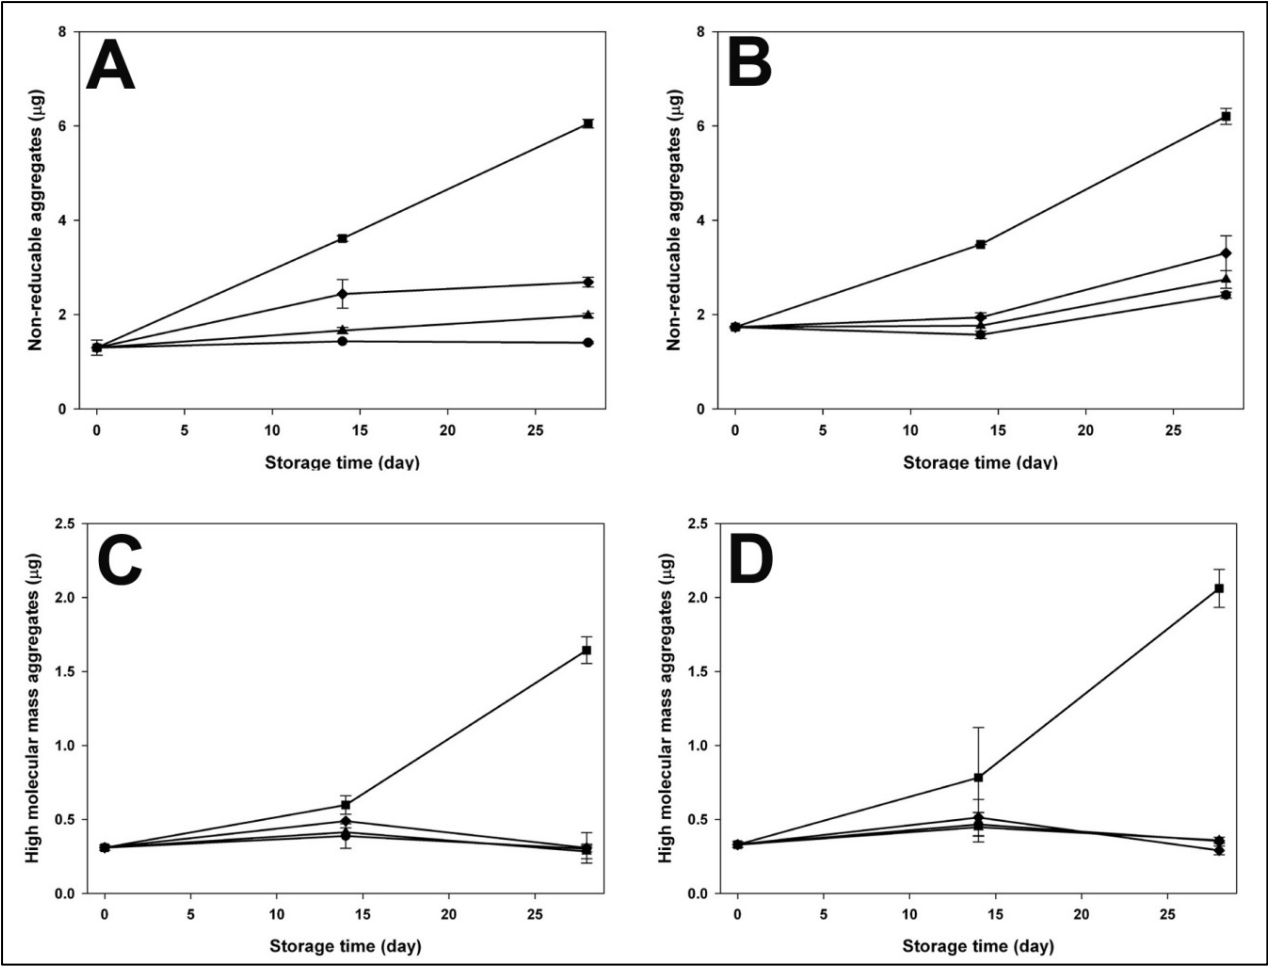 A
8
6
4
2
0
Non-reducable aggregates (μg)
0 5 10 15 20 25
Storage time (day)
B
8
6
4
2
0
Non-reducable aggregates (μg)
0 5 10 15 20 25
Storage time (day)
C
2.5
2.0
1.5
1.0
0.5
0.0
High molecular mass aggregates (μg)
0 5 10 15 20 25
Storage time (day)
D
2.5
2.0
1.5
1.0
0.5
0.0
High molecular mass aggregates (μg)
0 5 10 15 20 25
Storage time (day)